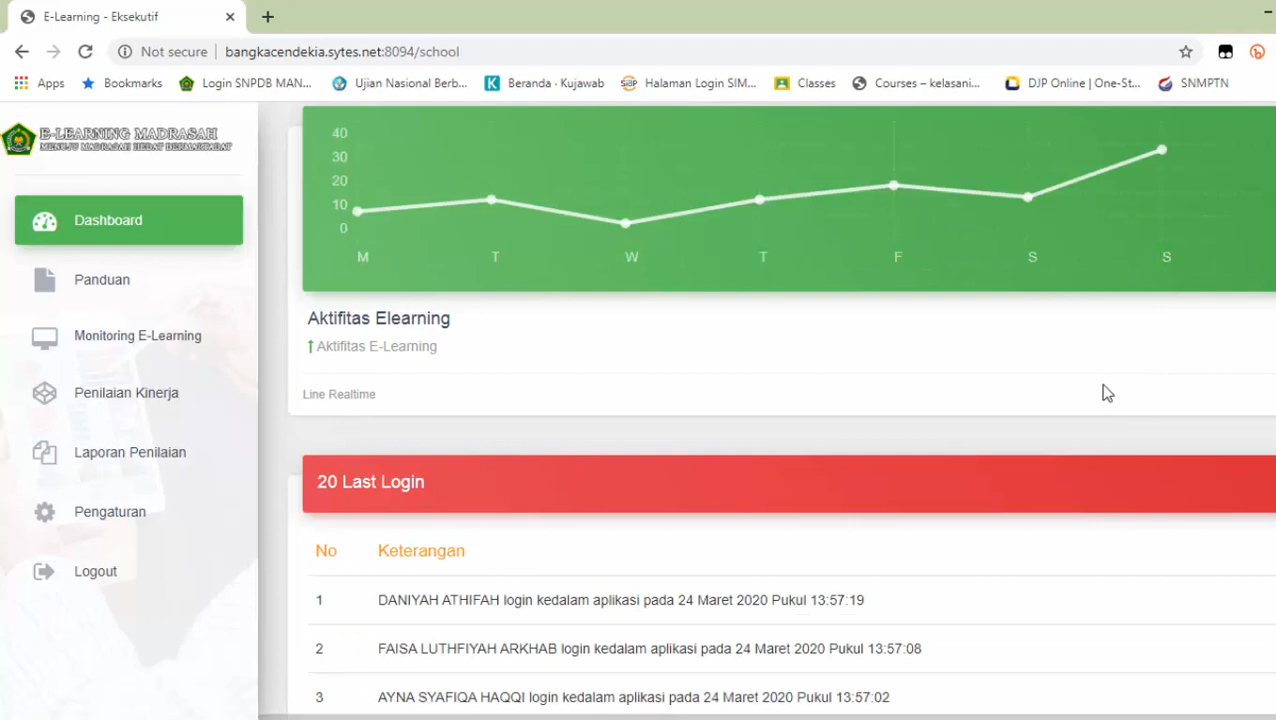 E-Learning - Eksekutif
Not secure bangkacendekia.sytes.net:8094/school
Apps Bookmarks Login SNPDB MAN... Ujian Nasional Berb... Beranda - Kujawab Halaman Login SIM... Classes Courses – kelasani... DJP Online | One-St... SNMPTN
E-LEARNING MADRASAH
MENUJU MADRASAH HEBAT BERMARTABAT
Dashboard
Panduan
Monitoring E-Learning
Penilaian Kinerja
Laporan Penilaian
Pengaturan
Logout
40
30
20
10
0
M T W T F S S
Aktifitas Elearning
Aktifitas E-Learning
Line Realtime
20 Last Login
No Keterangan
1 DANIYAH ATHIFAH login kedalam aplikasi pada 24 Maret 2020 Pukul 13:57:19
2 FAISA LUTHFIYAH ARKHAB login kedalam aplikasi pada 24 Maret 2020 Pukul 13:57:08
3 AYNA SYAFIQA HAQQI login kedalam aplikasi pada 24 Maret 2020 Pukul 13:57:02